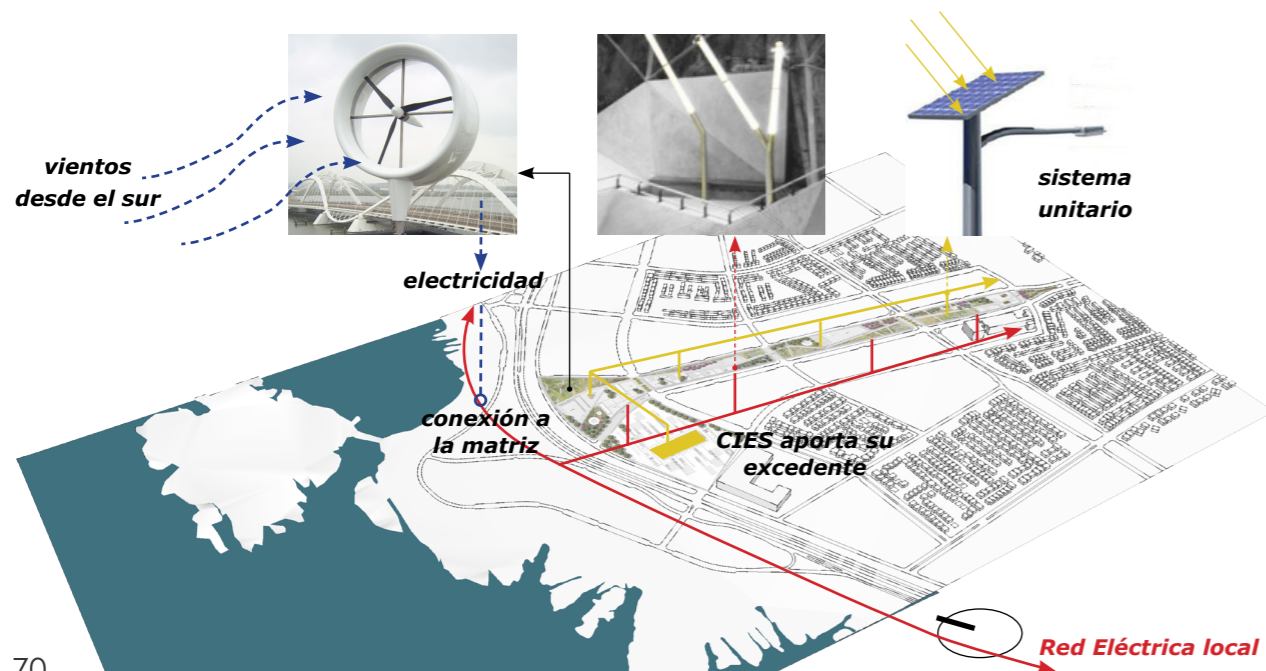 vientos
desde el sur
sistema
unitario
electricidad
conexión a
la matriz
CIES aporta su
excedente
Red Eléctrica local
70